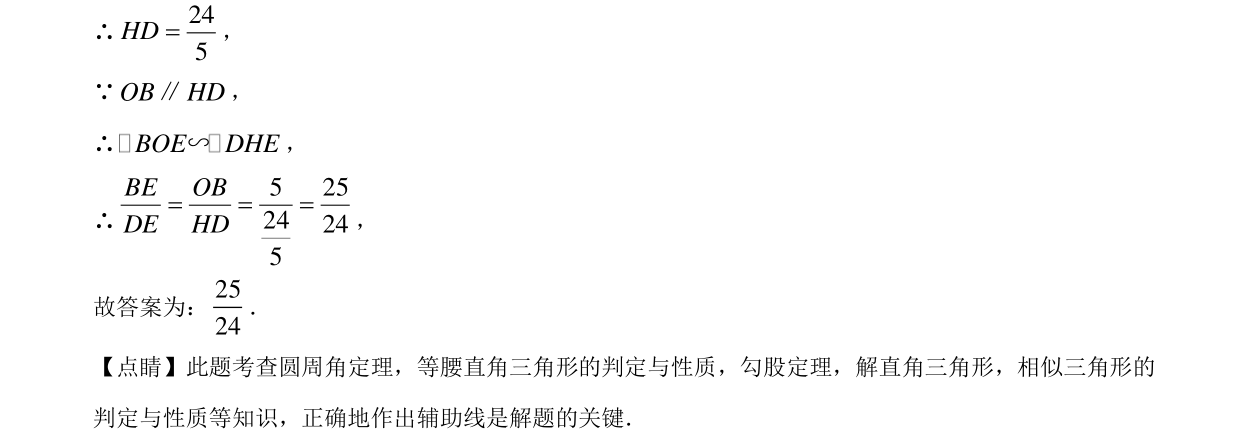 ∴ HD = 24/5，
∵ OB∥HD，
∴ □BOE∽□DHE，
∴ BE/DE = OB/HD = 5/(24/5) = 25/24，
故答案为：25/24．
【点睛】此题考查圆周角定理，等腰直角三角形的判定与性质，勾股定理，解直角三角形，相似三角形的
判定与性质等知识，正确地作出辅助线是解题的关键．